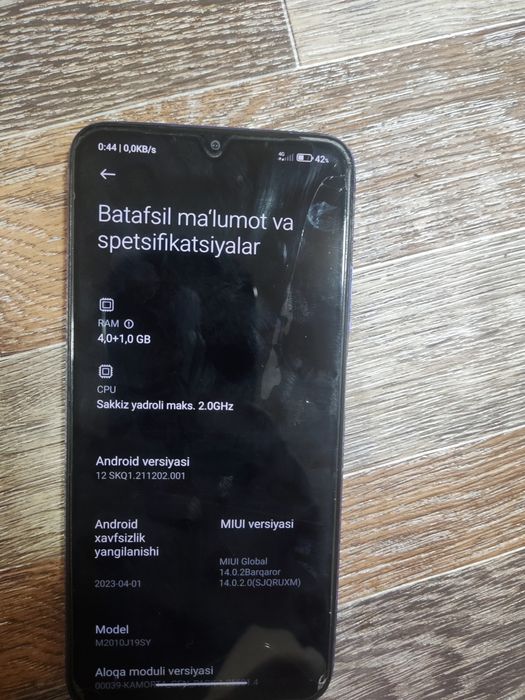 0:44 | 0,0KB/s
4G 42%
Batafsil ma‘lumot va
spetsifikatsiyalar
RAM
4,0+1,0 GB
CPU
Sakkiz yadroli maks. 2.0GHz
Android versiyasi
12 SKQ1.211202.001
Android
xavfsizlik
yangilanishi
2023-04-01
MIUI versiyasi
MIUI Global
14.0.2Barqaror
14.0.2.0(SJQRUXM)
Model
M2010J19SY
Aloqa moduli versiyasi